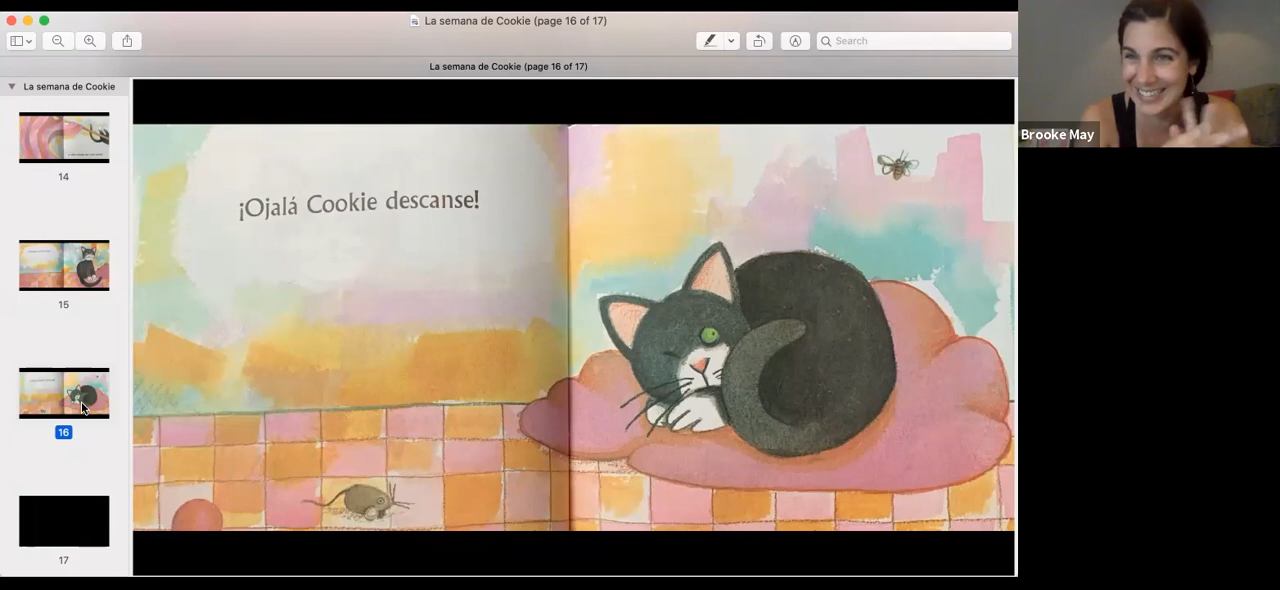 La semana de Cookie (page 16 of 17)
Search
La semana de Cookie (page 16 of 17)
La semana de Cookie
14
15
16
17
¡Ojalá Cookie descanse!
Brooke May